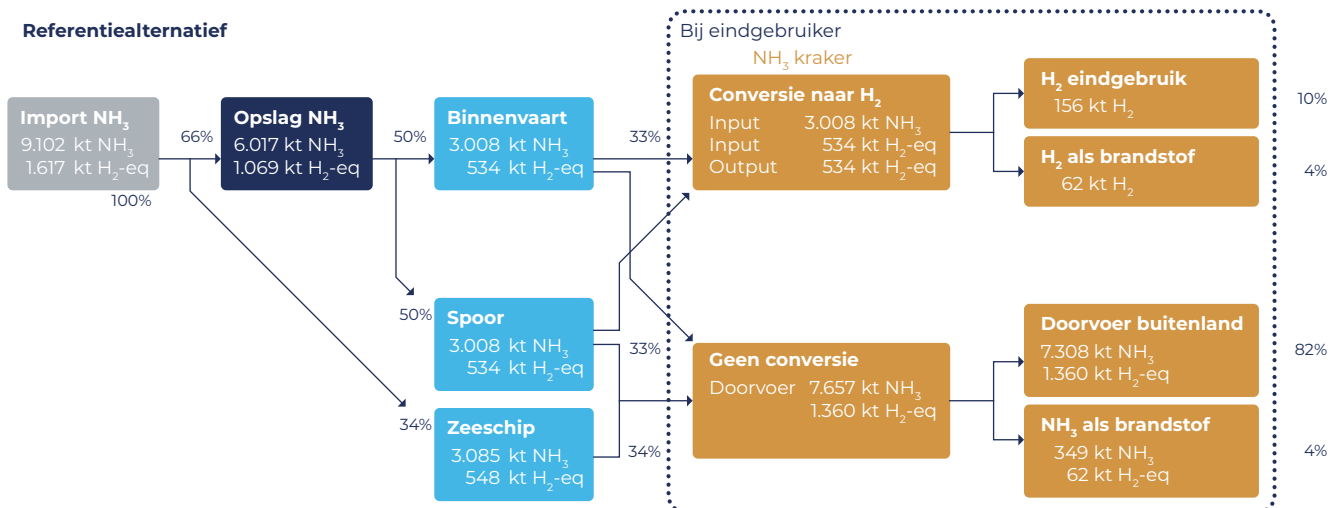 Referentiealternatief
Bij eindgebruiker
NH₃ kraker
Import NH₃
9.102 kt NH₃
1.617 kt H₂-eq
100%
66%
Opslag NH₃
6.017 kt NH₃
1.069 kt H₂-eq
50%
Binnenvaart
3.008 kt NH₃
534 kt H₂-eq
33%
Conversie naar H₂
Input 3.008 kt NH₃
Input 534 kt H₂-eq
Output 534 kt H₂-eq
H₂ eindgebruik
156 kt H₂
10%
H₂ als brandstof
62 kt H₂
4%
50%
Spoor
3.008 kt NH₃
534 kt H₂-eq
33%
34%
Zeeschip
3.085 kt NH₃
548 kt H₂-eq
34%
Geen conversie
Doorvoer 7.657 kt NH₃
1.360 kt H₂-eq
Doorvoer buitenland
7.308 kt NH₃
1.360 kt H₂-eq
82%
NH₃ als brandstof
349 kt NH₃
62 kt H₂-eq
4%